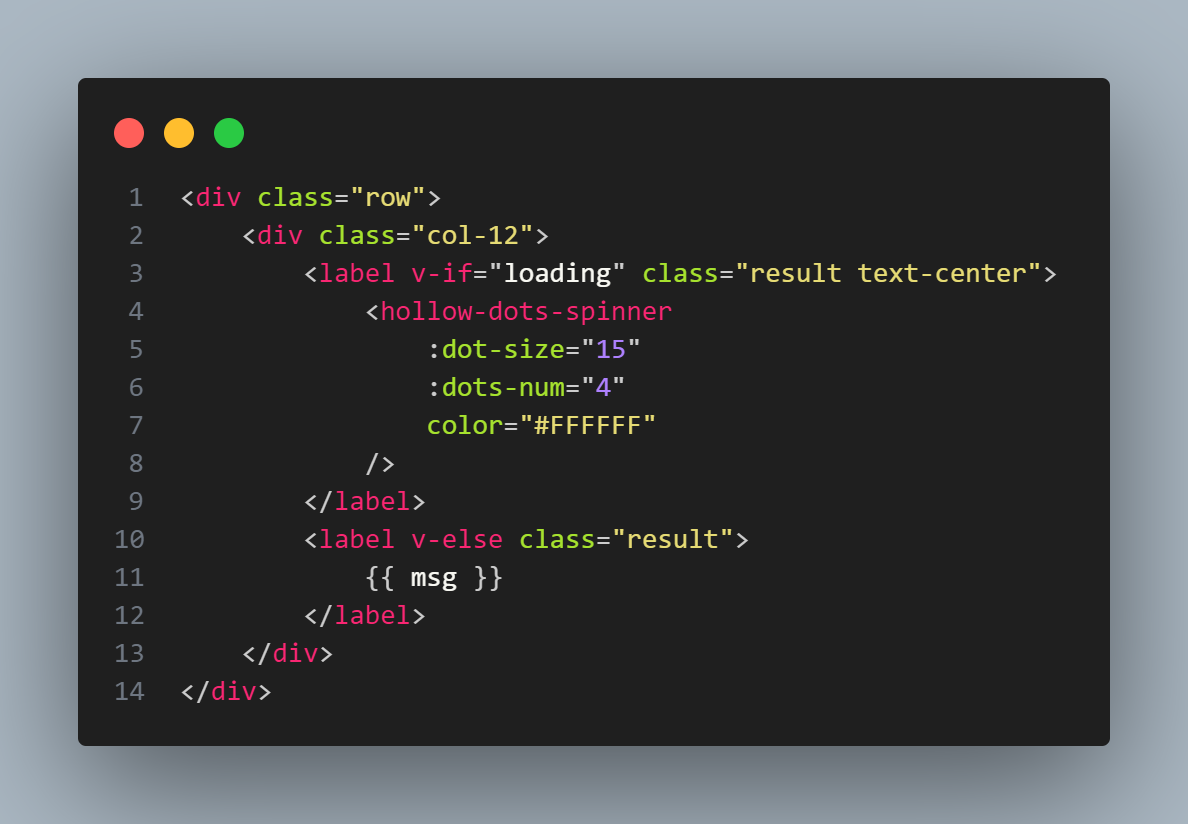 1 <div class="row">
2     <div class="col-12">
3         <label v-if="loading" class="result text-center">
4             <hollow-dots-spinner
5                 :dot-size="15"
6                 :dots-num="4"
7                 color="#FFFFFF"
8             />
9         </label>
10         <label v-else class="result">
11             {{ msg }}
12         </label>
13     </div>
14 </div>